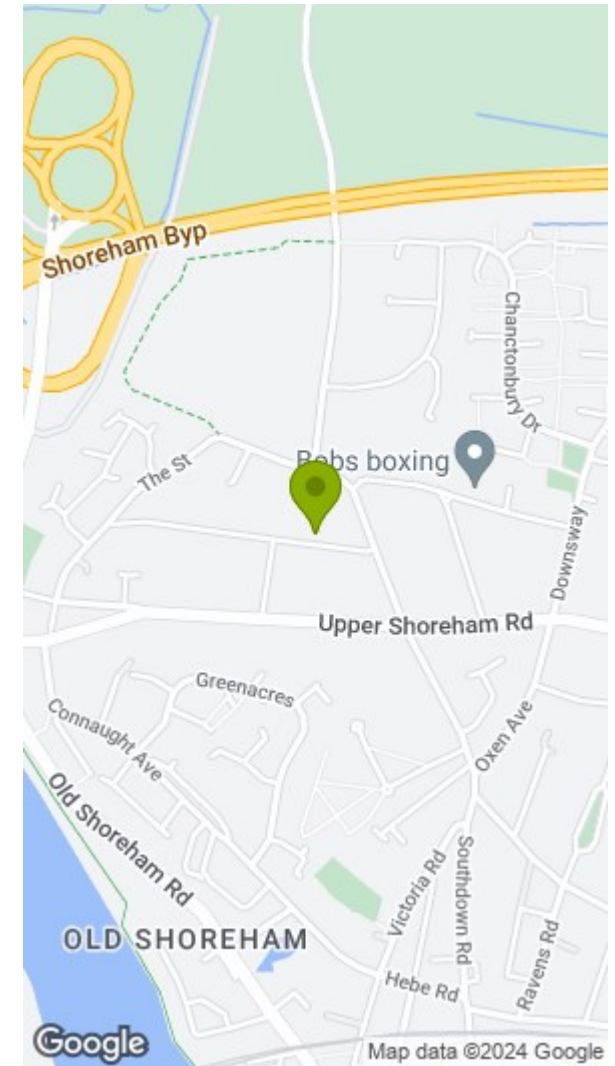 Shoreham Byp
Chanctonbury Dr
Bobs boxing
The St
Downsway
Upper Shoreham Rd
Greenacres
Connaught Ave
Oxen Ave
Old Shoreham Rd
Victoria Rd
Southdown Rd
OLD SHOREHAM
Ravens Rd
Hebe Rd
Google
Map data ©2024 Google